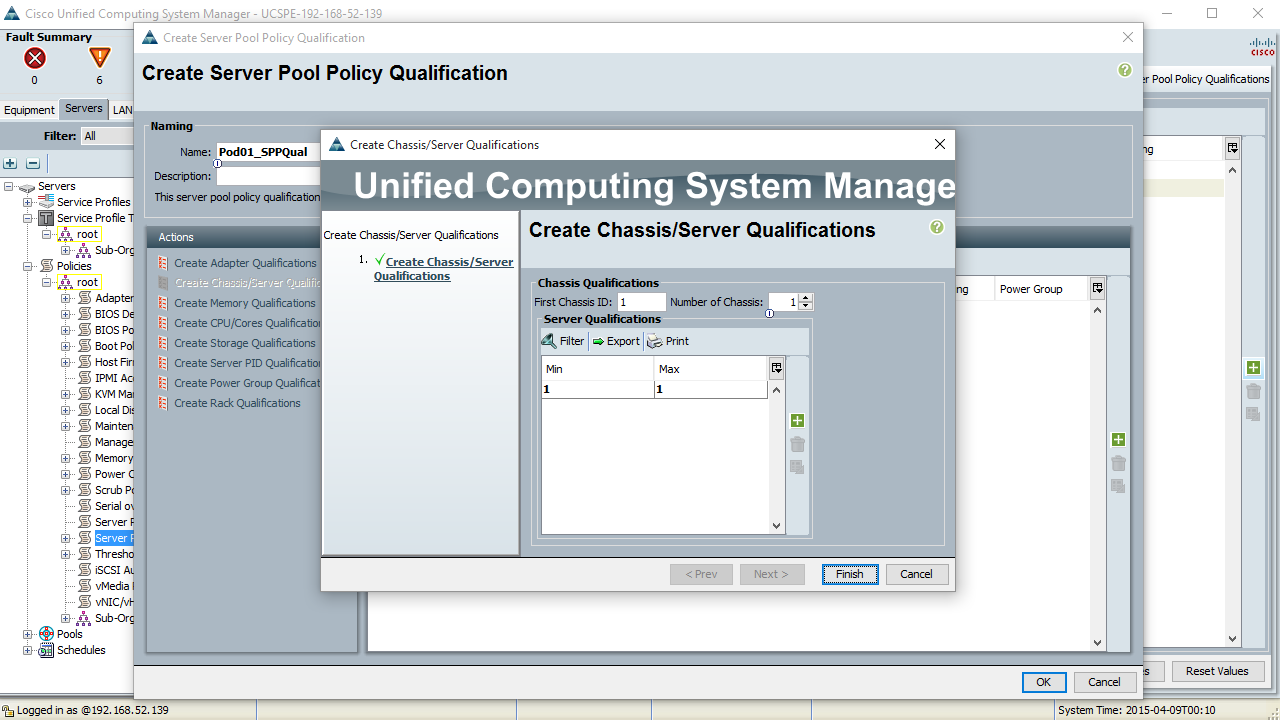 Cisco Unified Computing System Manager - UCSPE-192-168-52-139
Fault Summary
0
6
Equipment
Servers
LAN
Filter:
All
Servers
Service Profiles
Service Profile T
root
Sub-Org
Policies
root
Adapter
BIOS De
BIOS Po
Boot Pol
Host Firr
IPMI Acc
KVM Mar
Local Dis
Mainten
Manage
Memory
Power C
Scrub Po
Serial ov
Server P
Server P
Thresho
iSCSI Au
vMedia
vNIC/vH
Sub-Org
Pools
Schedules
Logged in as @192.168.52.139
System Time: 2015-04-09T00:10
cisco
er Pool Policy Qualifications
ng
Reset Values
Create Server Pool Policy Qualification
Create Server Pool Policy Qualification
Naming
Name:
Pod01_SPPQual
Description:
This server pool policy qualification
Actions
Create Adapter Qualifications
Create Chassis/Server Qualific
Create Memory Qualifications
Create CPU/Cores Qualification
Create Storage Qualifications
Create Server PID Qualification
Create Power Group Qualificat
Create Rack Qualifications
ng
Power Group
OK
Cancel
Create Chassis/Server Qualifications
Unified Computing System Manage
Create Chassis/Server Qualifications
1. Create Chassis/Server
Qualifications
Create Chassis/Server Qualifications
Chassis Qualifications
First Chassis ID: 1 Number of Chassis: 1
Server Qualifications
Filter Export Print
Min Max
1 1
< Prev
Next >
Finish
Cancel